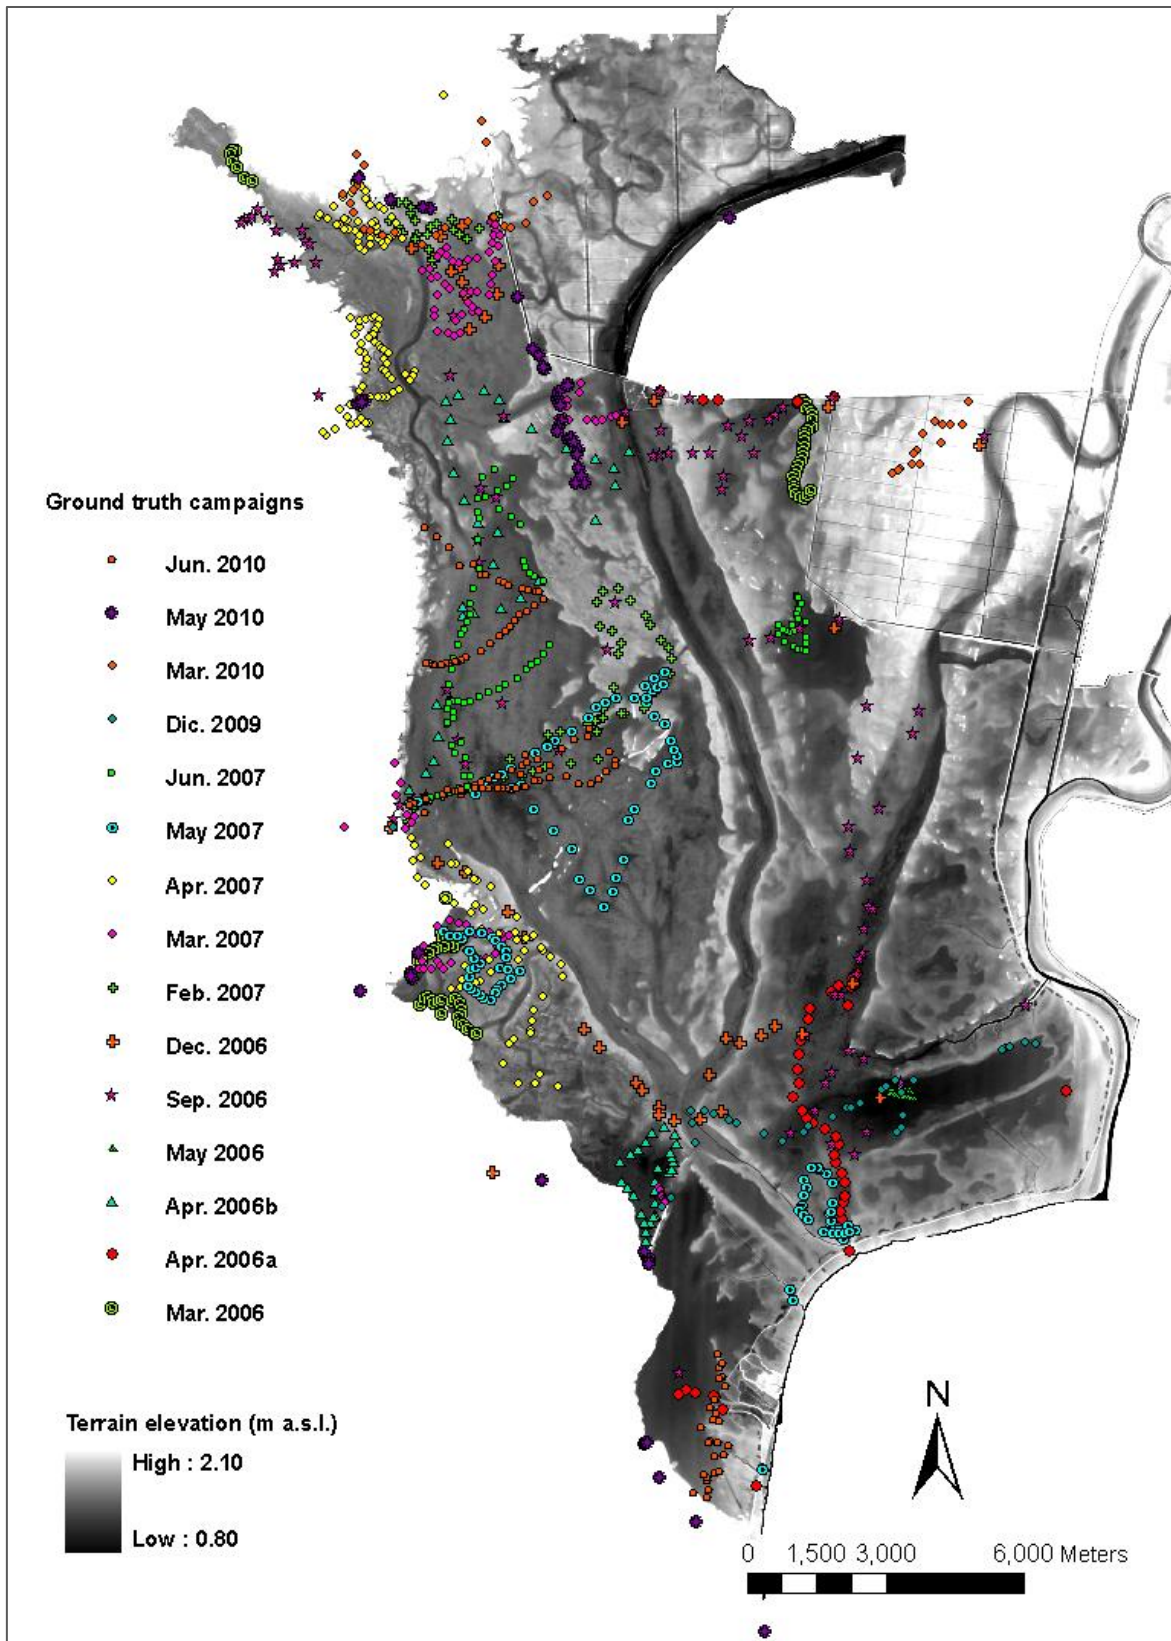 Ground truth campaigns
Jun. 2010
May 2010
Mar. 2010
Dic. 2009
Jun. 2007
May 2007
Apr. 2007
Mar. 2007
Feb. 2007
Dec. 2006
Sep. 2006
May 2006
Apr. 2006b
Apr. 2006a
Mar. 2006
Terrain elevation (m a.s.l.)
High : 2.10
Low : 0.80
N
0 1,500 3,000 6,000 Meters